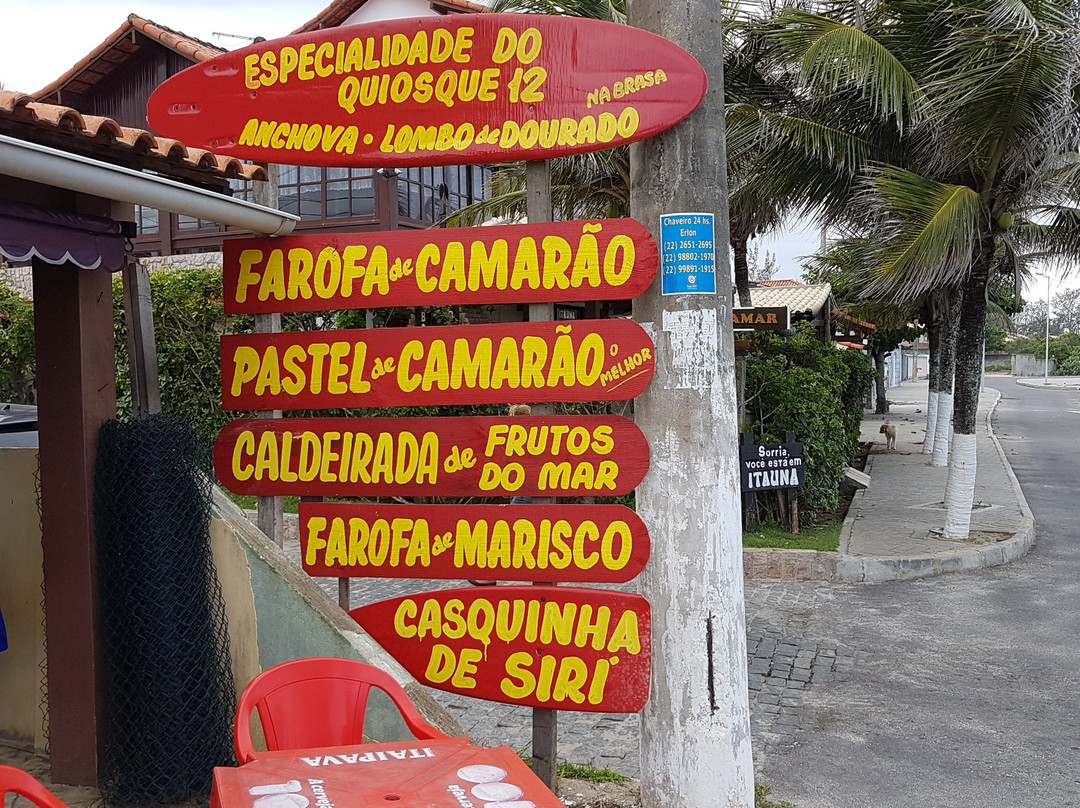 ESPECIALIDADE DO
QUIOSQUE 12
NA BRASA
ANCHOVA • LOMBO de DOURADO
FAROFA de CAMARÃO
PASTEL de CAMARÃO
O
MELHOR
CALDEIRADA de FRUTOS
DO MAR
FAROFA de MARISCO
CASQUINHA
DE SIRI
Chaveiro 24 hs.
Erlon
(22) 2651-2695
(22) 98802-1970
(22) 99891-1915
AMAR
Sorria,
você está em
ITAUNA
ITAIPAVA
A cerveja
100%